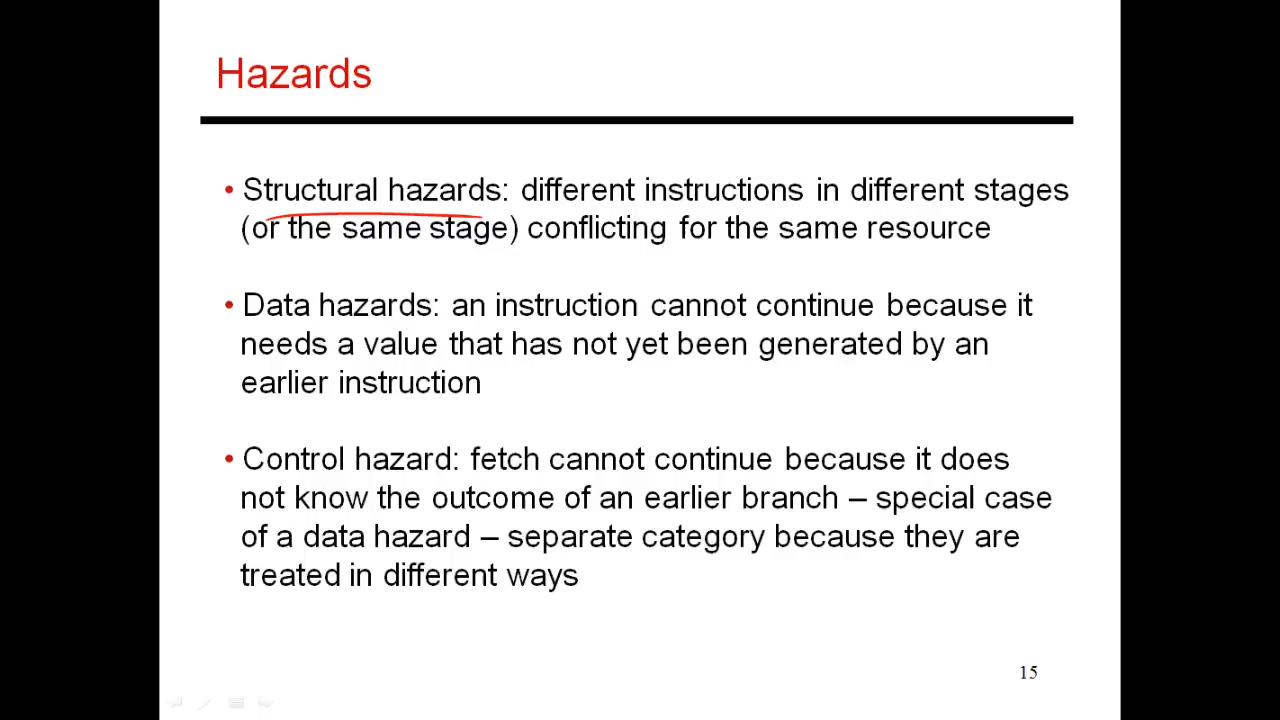 Hazards
• Structural hazards: different instructions in different stages
(or the same stage) conflicting for the same resource
• Data hazards: an instruction cannot continue because it
needs a value that has not yet been generated by an
earlier instruction
• Control hazard: fetch cannot continue because it does
not know the outcome of an earlier branch – special case
of a data hazard – separate category because they are
treated in different ways
15